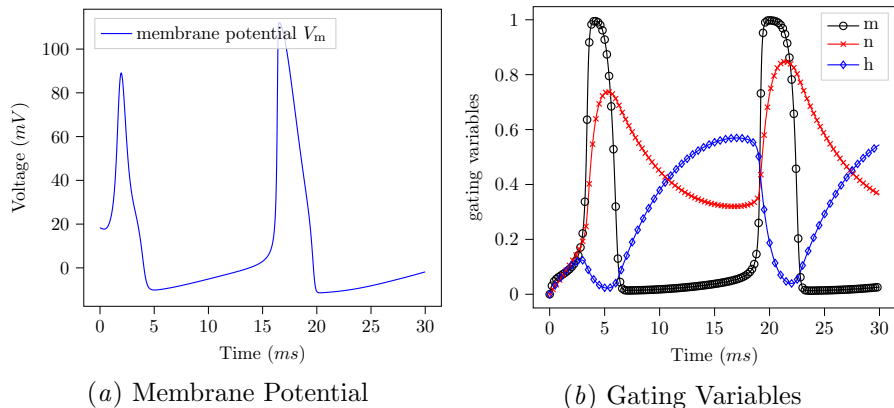 membrane potential Vm
100
80
60
40
20
0
Voltage (mV)
0
5
10
15
20
25
30
Time (ms)
(a) Membrane Potential
m
n
h
1
0.8
0.6
0.4
0.2
0
gating variables
0
5
10
15
20
25
30
Time (ms)
(b) Gating Variables